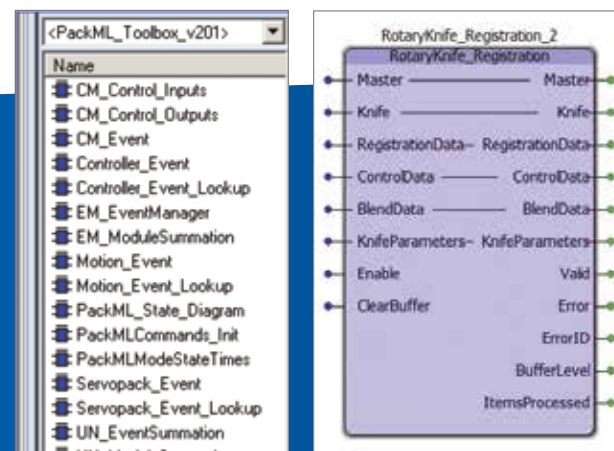 <PackML_Toolbox_v201>
Name
CM_Control_Inputs
CM_Control_Outputs
CM_Event
Controller_Event
Controller_Event_Lookup
EM_EventManager
EM_ModuleSummation
Motion_Event
Motion_Event_Lookup
PackML_State_Diagram
PackMLCommands_Init
PackMLModeStateTimes
Servopack_Event
Servopack_Event_Lookup
UN_EventSummation
RotaryKnife_Registration_2
RotaryKnife_Registration
Master Master
Knife Knife
RegistrationData RegistrationData
ControlData ControlData
BlendData BlendData
KnifeParameters KnifeParameters
Enable Valid
ClearBuffer Error
ErrorID
BufferLevel
ItemsProcessed